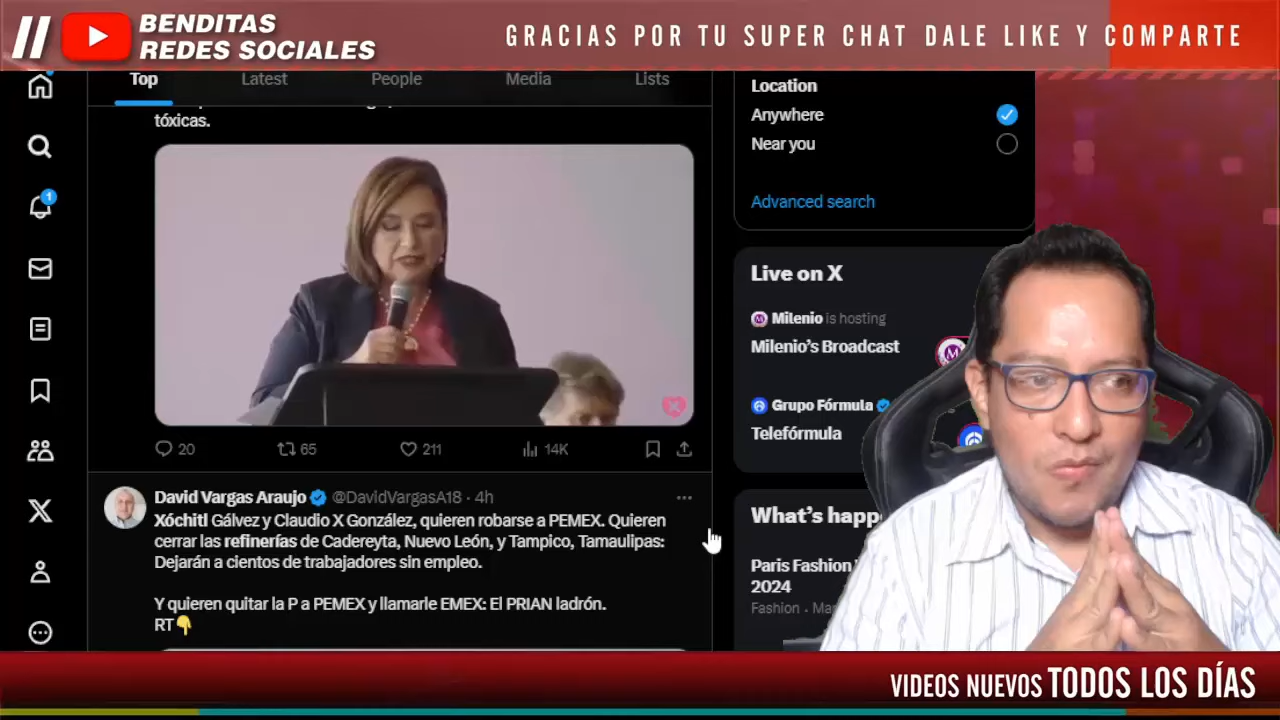 BENDITAS
REDES SOCIALES
GRACIAS POR TU SUPER CHAT DALE LIKE Y COMPARTE
Top Latest People Media Lists
tóxicas.
20 65 211 14K
David Vargas Araujo @DavidVargasA18 · 4h
Xóchitl Gálvez y Claudio X González, quieren robarse a PEMEX. Quieren
cerrar las refinerías de Cadereyta, Nuevo León, y Tampico, Tamaulipas:
Dejarán a cientos de trabajadores sin empleo.
Y quieren quitar la P a PEMEX y llamarle EMEX: El PRIAN ladrón.
RT👇
1
Location
Anywhere
Near you
Advanced search
Live on X
Milenio is hosting
Milenio's Broadcast
Grupo Fórmula
Telefórmula
What's happ
Paris Fashion
2024
Fashion · Ma
VIDEOS NUEVOS TODOS LOS DÍAS